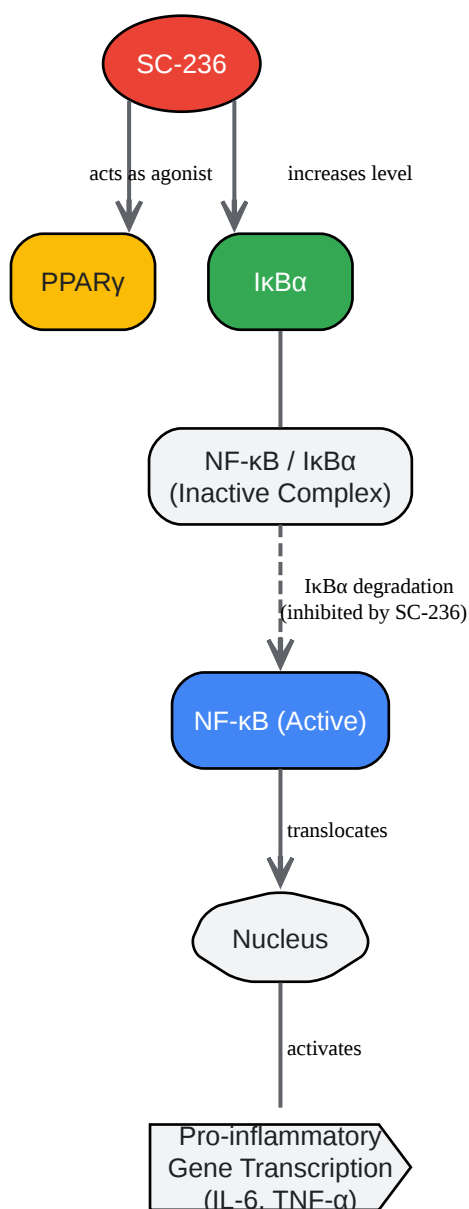 SC-236
acts as agonist
increases level
PPARγ
IκBα
NF-κB / IκBα
(Inactive Complex)
IκBα degradation
(inhibited by SC-236)
NF-κB (Active)
translocates
Nucleus
activates
Pro-inflammatory
Gene Transcription
(IL-6, TNF-α)